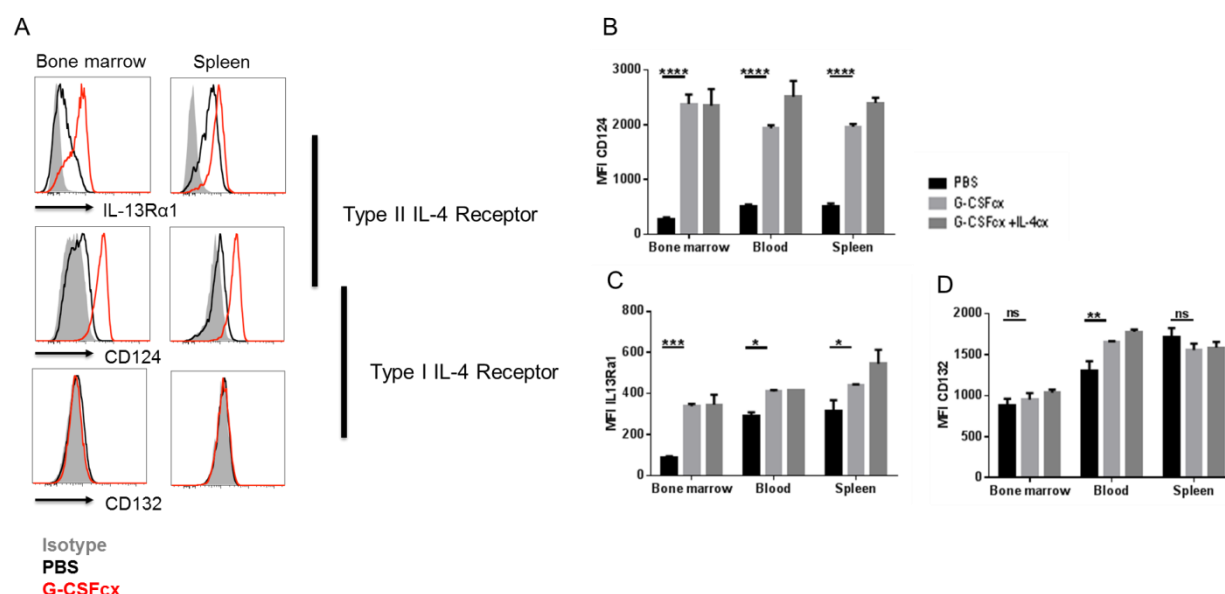 A
Bone marrow
Spleen
IL-13Rα1
Type II IL-4 Receptor
CD124
Type I IL-4 Receptor
CD132
Isotype
PBS
G-CSFcx
B
MFI CD124
3000
2000
1000
0
****
****
****
Bone marrow
Blood
Spleen
PBS
G-CSFcx
G-CSFcx +IL-4cx
C
MFI IL13Ra1
800
600
400
200
0
***
*
*
Bone marrow
Blood
Spleen
D
MFI CD132
2000
1500
1000
500
0
ns
**
ns
Bone marrow
Blood
Spleen